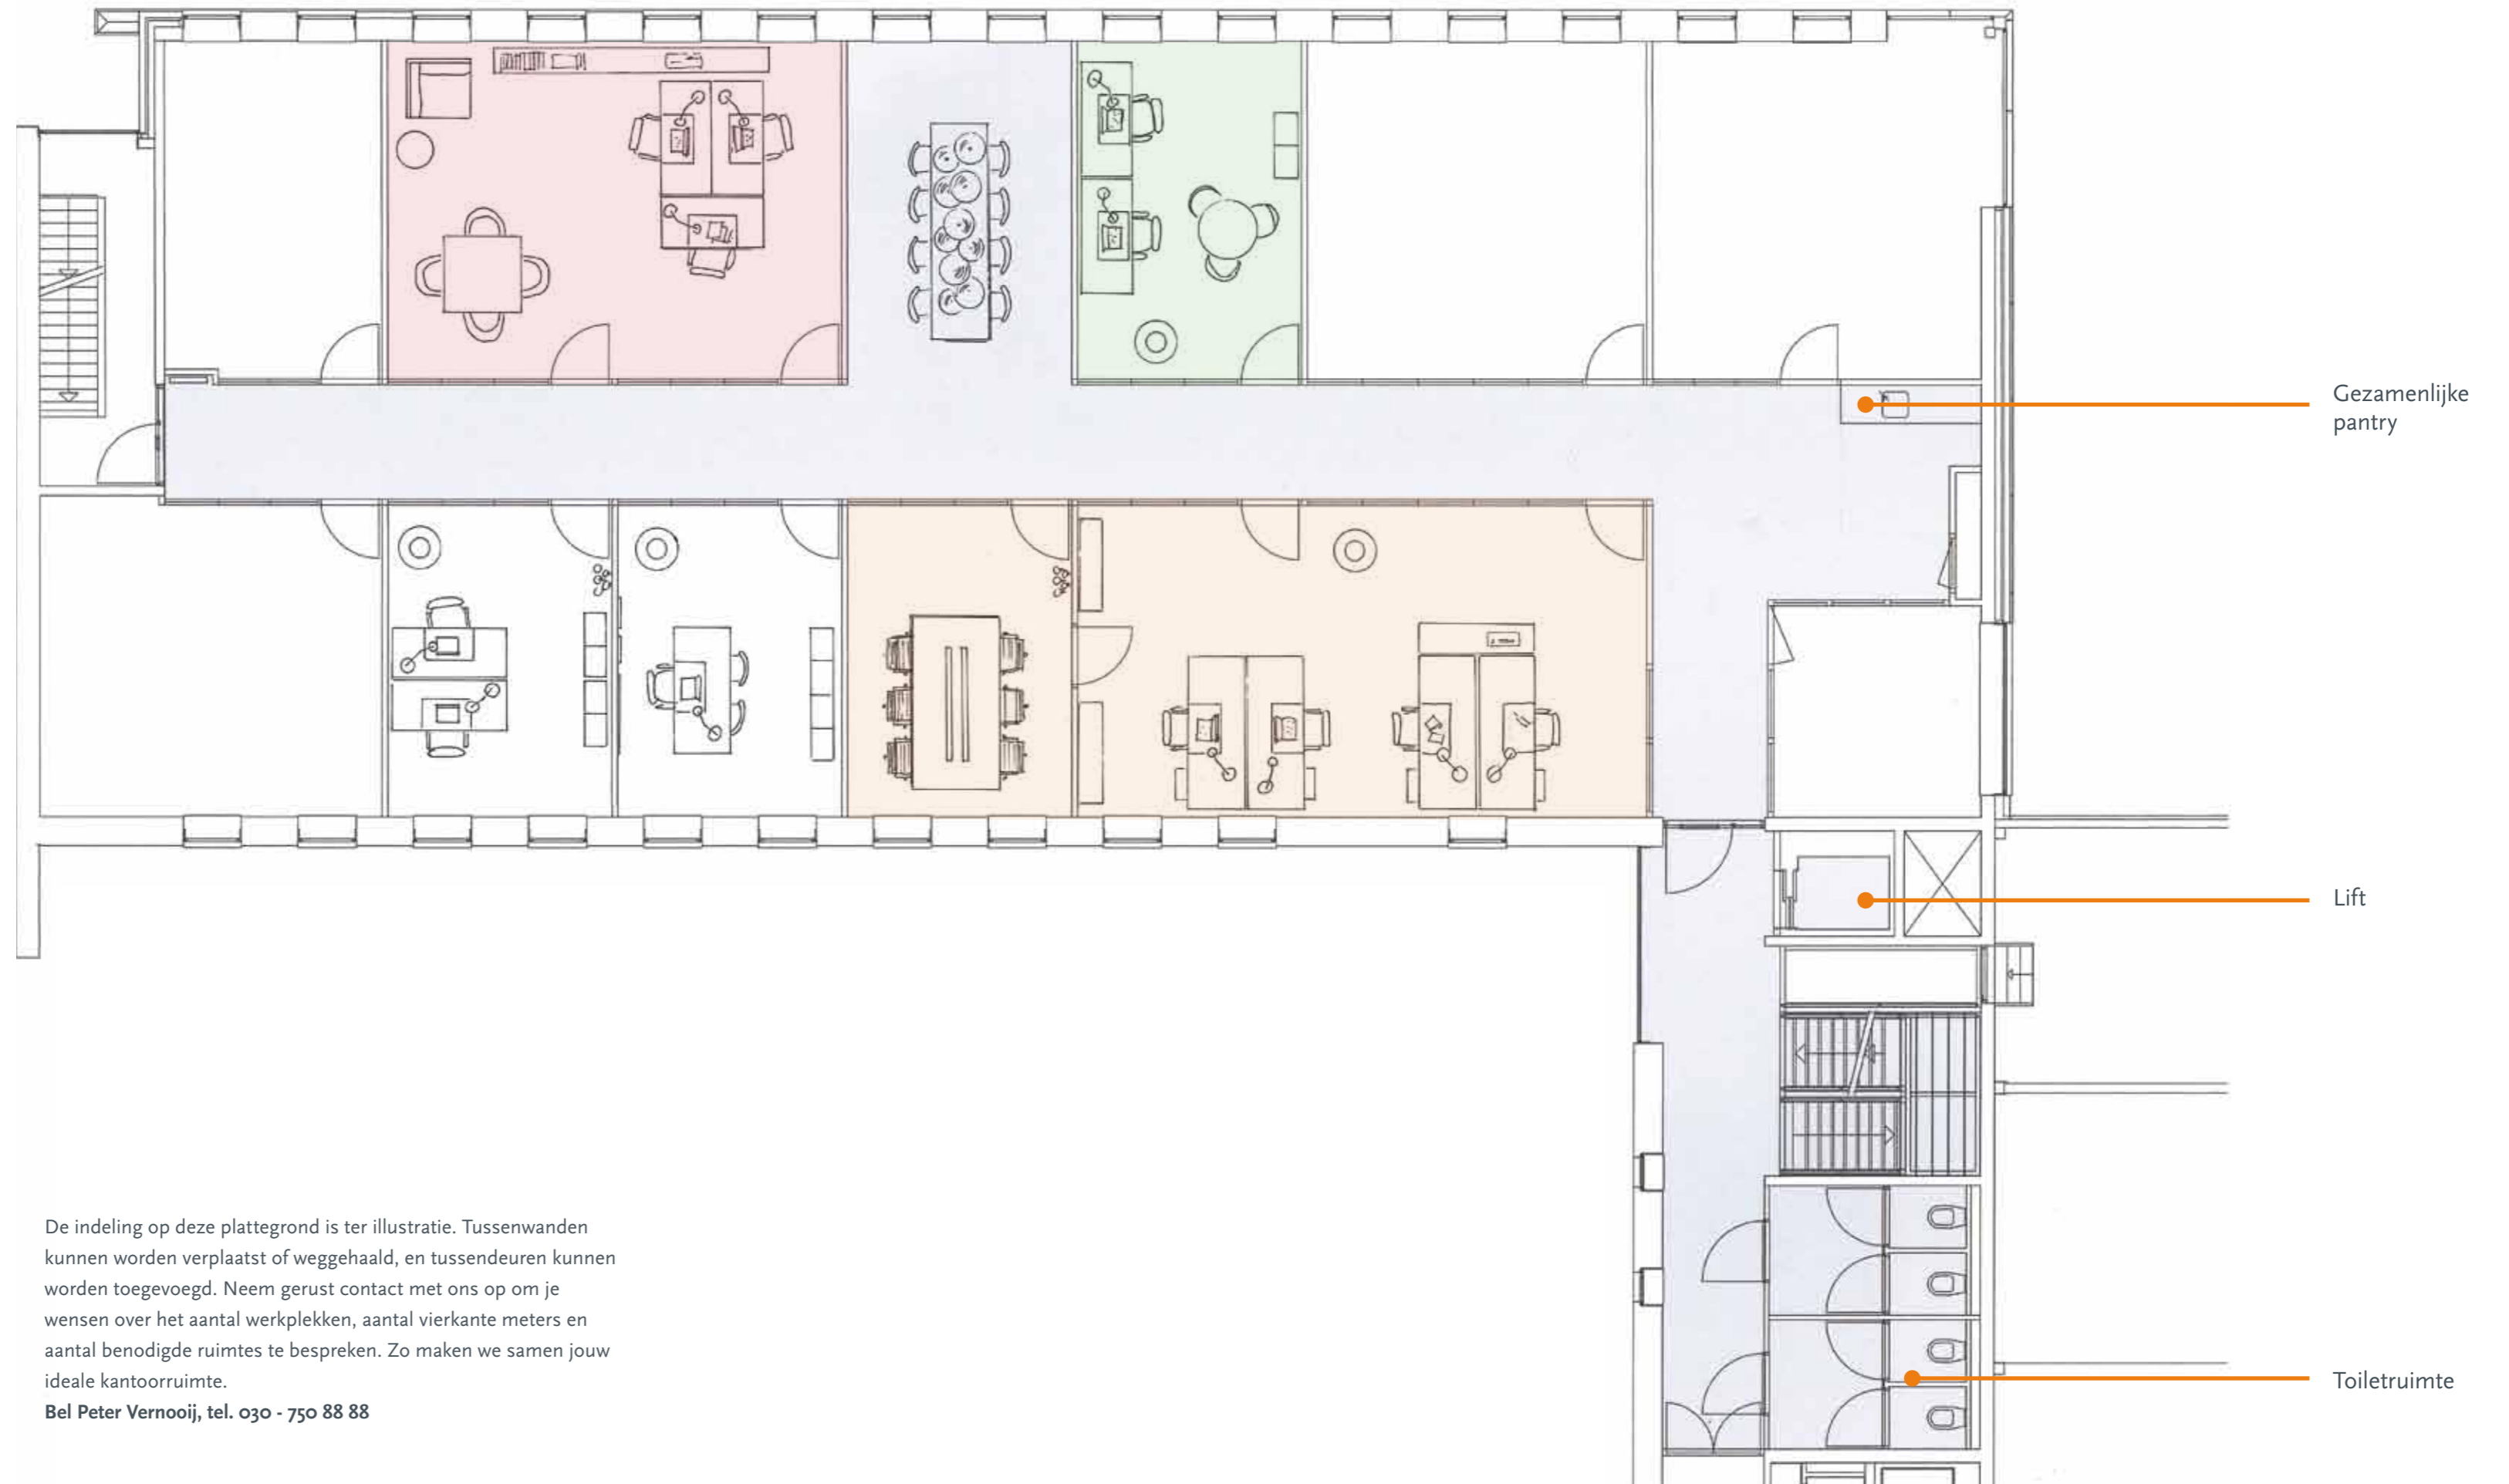 Gezamenlijke
pantry
Lift
De indeling op deze plattegrond is ter illustratie. Tussenwanden
kunnen worden verplaatst of weggehaald, en tussendeuren kunnen
worden toegevoegd. Neem gerust contact met ons op om je
wensen over het aantal werkplekken, aantal vierkante meters en
aantal benodigde ruimtes te bespreken. Zo maken we samen jouw
ideale kantoorruimte.
Bel Peter Vernooij, tel. 030 - 750 88 88
Toiletruimte